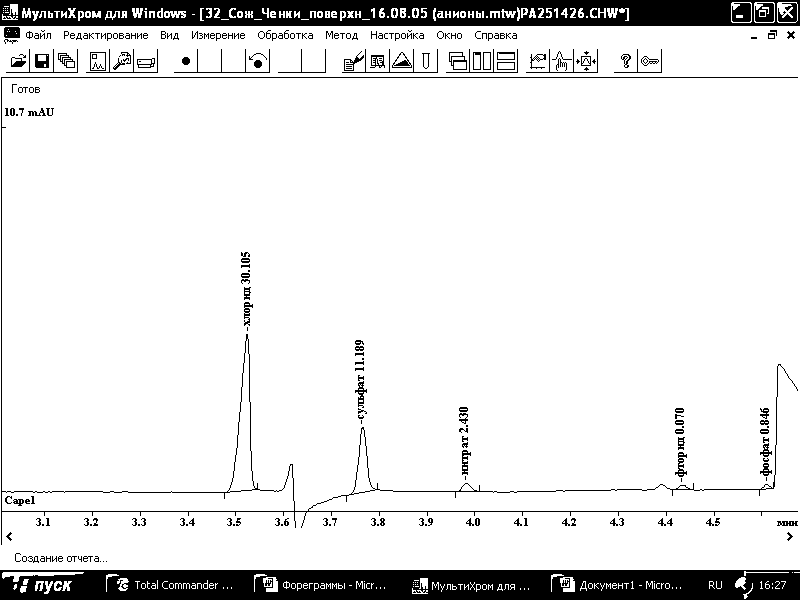 МультиХром для Windows - [32_Сож_Ченки_поверхн_16.08.05 (анионы.mtw)PA251426.CHW*]
Файл Редактирование Вид Измерение Обработка Метод Настройка Окно Справка
Готов
10.7 mAU
хлорид 30.105
сульфат 11.189
нитрат 2.430
фторид 0.070
фосфат 0.846
Cape1
3.1 3.2 3.3 3.4 3.5 3.6 3.7 3.8 3.9 4.0 4.1 4.2 4.3 4.4 4.5 мин
Создание отчета...
пуск Total Commander ... Фореграммы - Micr... МультиХром для ... Документ1 - Micro... RU 16:27